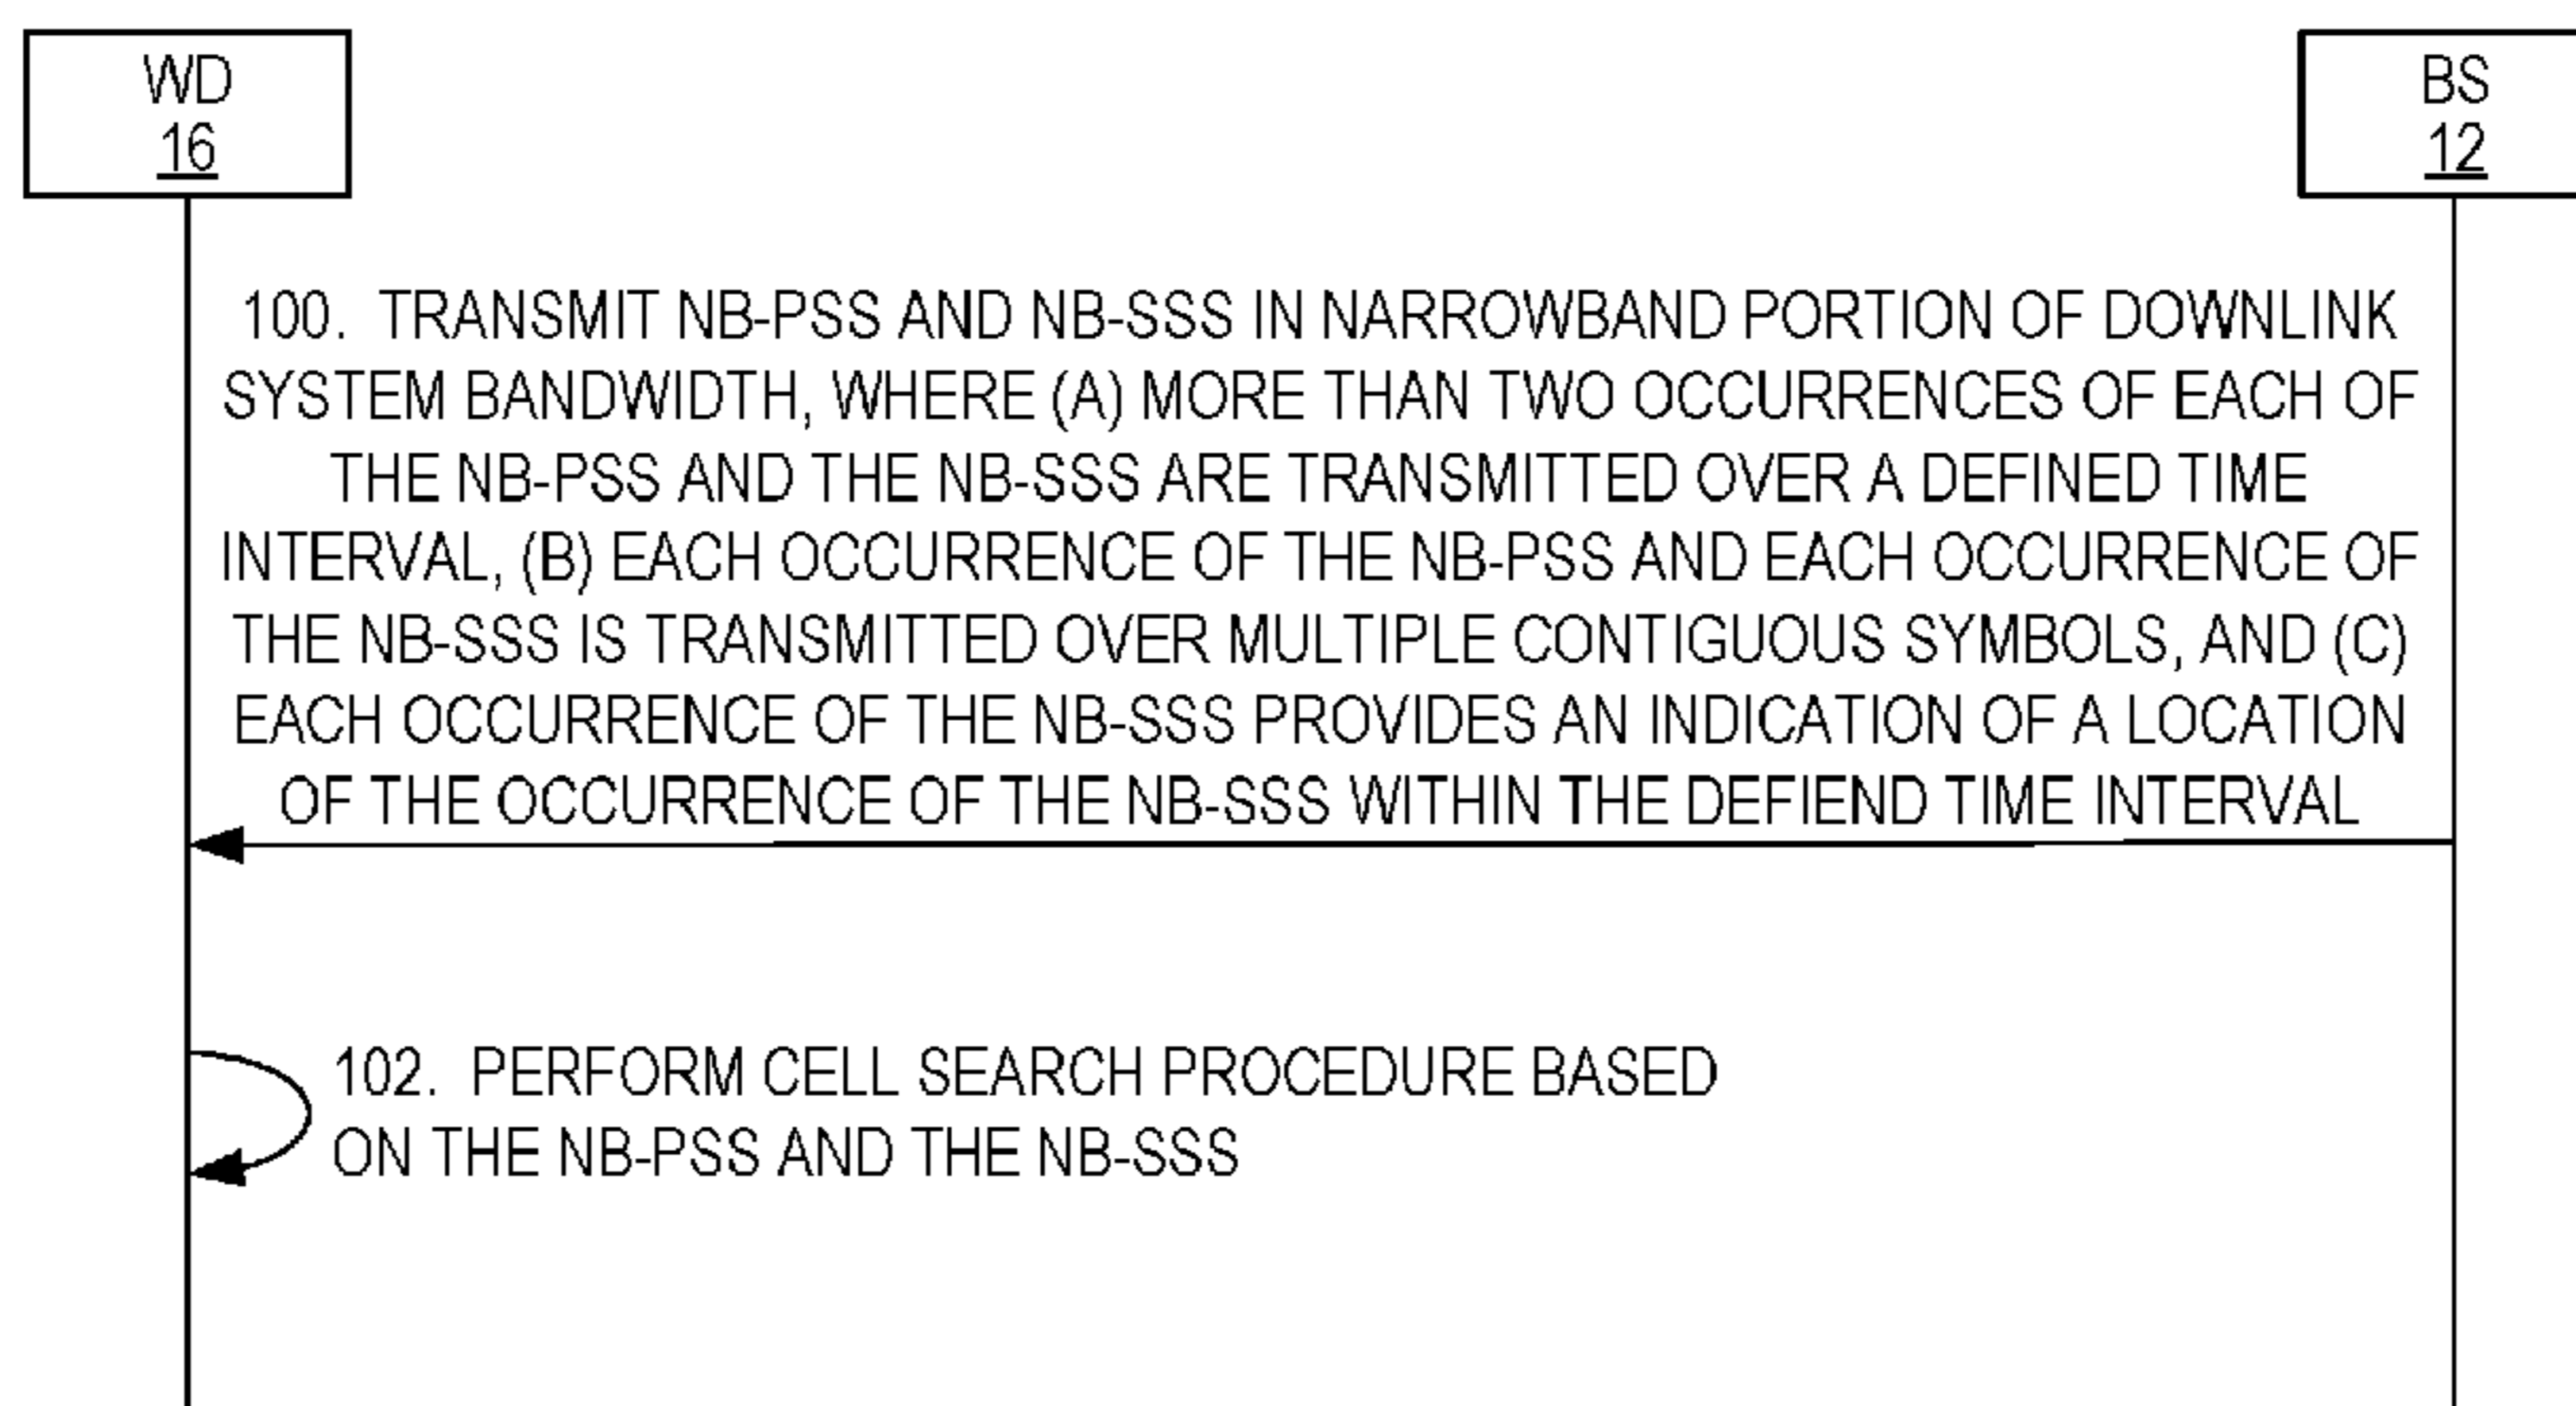 WD
16
BS
12
100. TRANSMIT NB-PSS AND NB-SSS IN NARROWBAND PORTION OF DOWNLINK
SYSTEM BANDWIDTH, WHERE (A) MORE THAN TWO OCCURRENCES OF EACH OF
THE NB-PSS AND THE NB-SSS ARE TRANSMITTED OVER A DEFINED TIME
INTERVAL, (B) EACH OCCURRENCE OF THE NB-PSS AND EACH OCCURRENCE OF
THE NB-SSS IS TRANSMITTED OVER MULTIPLE CONTIGUOUS SYMBOLS, AND (C)
EACH OCCURRENCE OF THE NB-SSS PROVIDES AN INDICATION OF A LOCATION
OF THE OCCURRENCE OF THE NB-SSS WITHIN THE DEFIEND TIME INTERVAL
102. PERFORM CELL SEARCH PROCEDURE BASED
ON THE NB-PSS AND THE NB-SSS